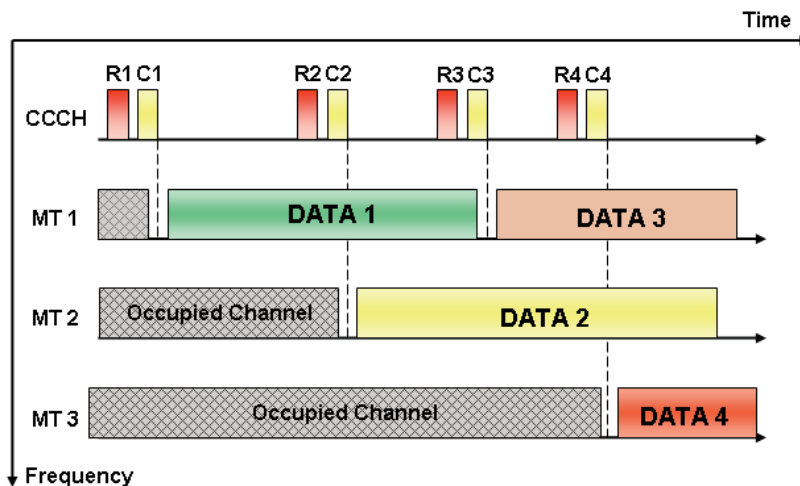 Time
R1 C1 R2 C2 R3 C3 R4 C4
CCCH
MT 1 DATA 1 DATA 3
MT 2 Occupied Channel DATA 2
MT 3 Occupied Channel DATA 4
Frequency